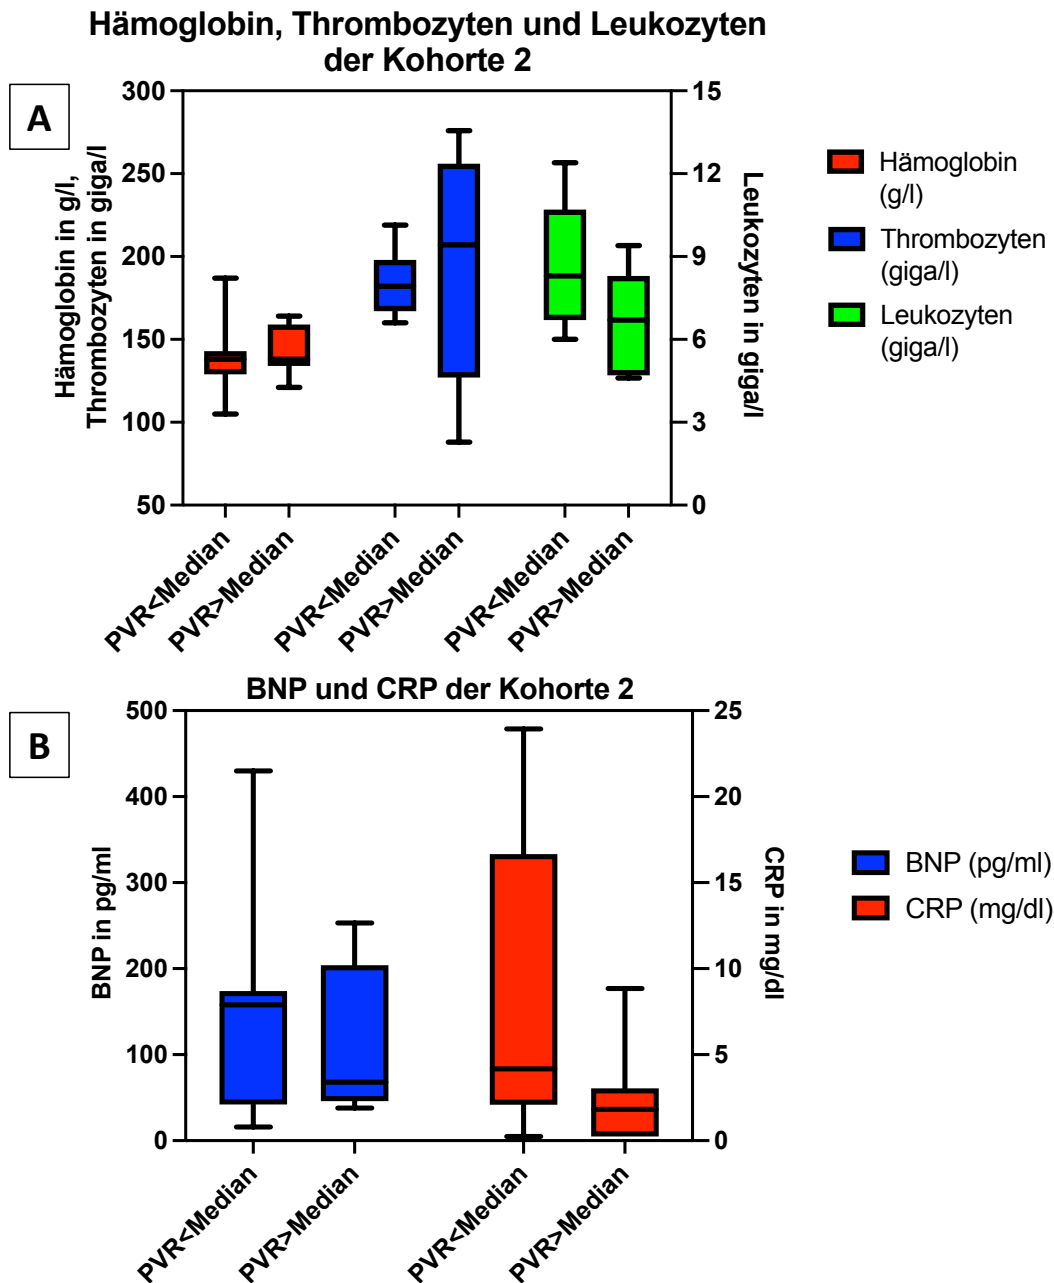 Hämoglobin, Thrombozyten und Leukozyten
der Kohorte 2
A
Hämoglobin in g/l,
Thrombozyten in giga/l
300
250
200
150
100
50
15
12
9
6
3
0
Leukozyten in giga/l
PVR<Median
PVR>Median
PVR<Median
PVR>Median
PVR<Median
PVR>Median
Hämoglobin
(g/l)
Thrombozyten
(giga/l)
Leukozyten
(giga/l)
BNP und CRP der Kohorte 2
B
BNP in pg/ml
500
400
300
200
100
0
25
20
15
10
5
0
CRP in mg/dl
PVR<Median
PVR>Median
PVR<Median
PVR>Median
BNP (pg/ml)
CRP (mg/dl)